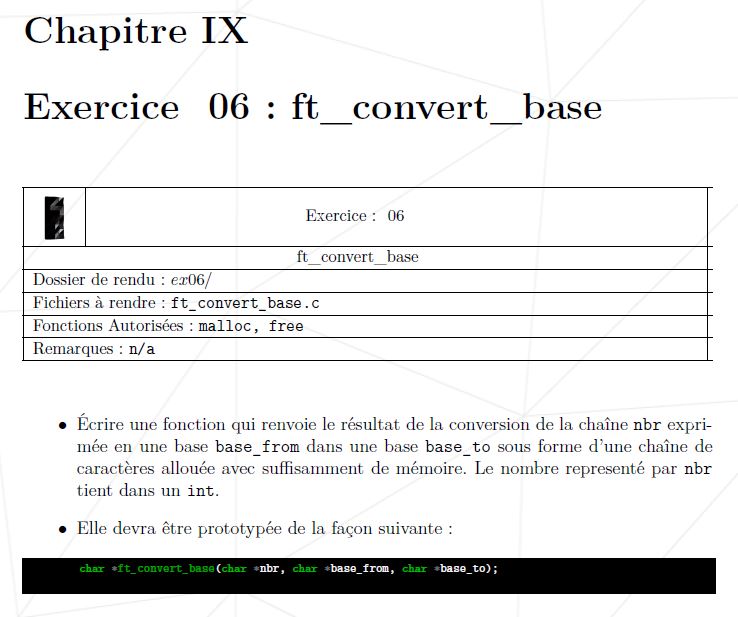 Chapitre IX
Exercice 06 : ft_convert_base
Exercice : 06
ft_convert_base
Dossier de rendu : ex06/
Fichiers à rendre : ft_convert_base.c
Fonctions Autorisées : malloc, free
Remarques : n/a
• Écrire une fonction qui renvoie le résultat de la conversion de la chaîne nbr expri-
mée en une base base_from dans une base base_to sous forme d'une chaîne de
caractères allouée avec suffisamment de mémoire. Le nombre representé par nbr
tient dans un int.
• Elle devra être prototypée de la façon suivante :
char *ft_convert_base(char *nbr, char *base_from, char *base_to);